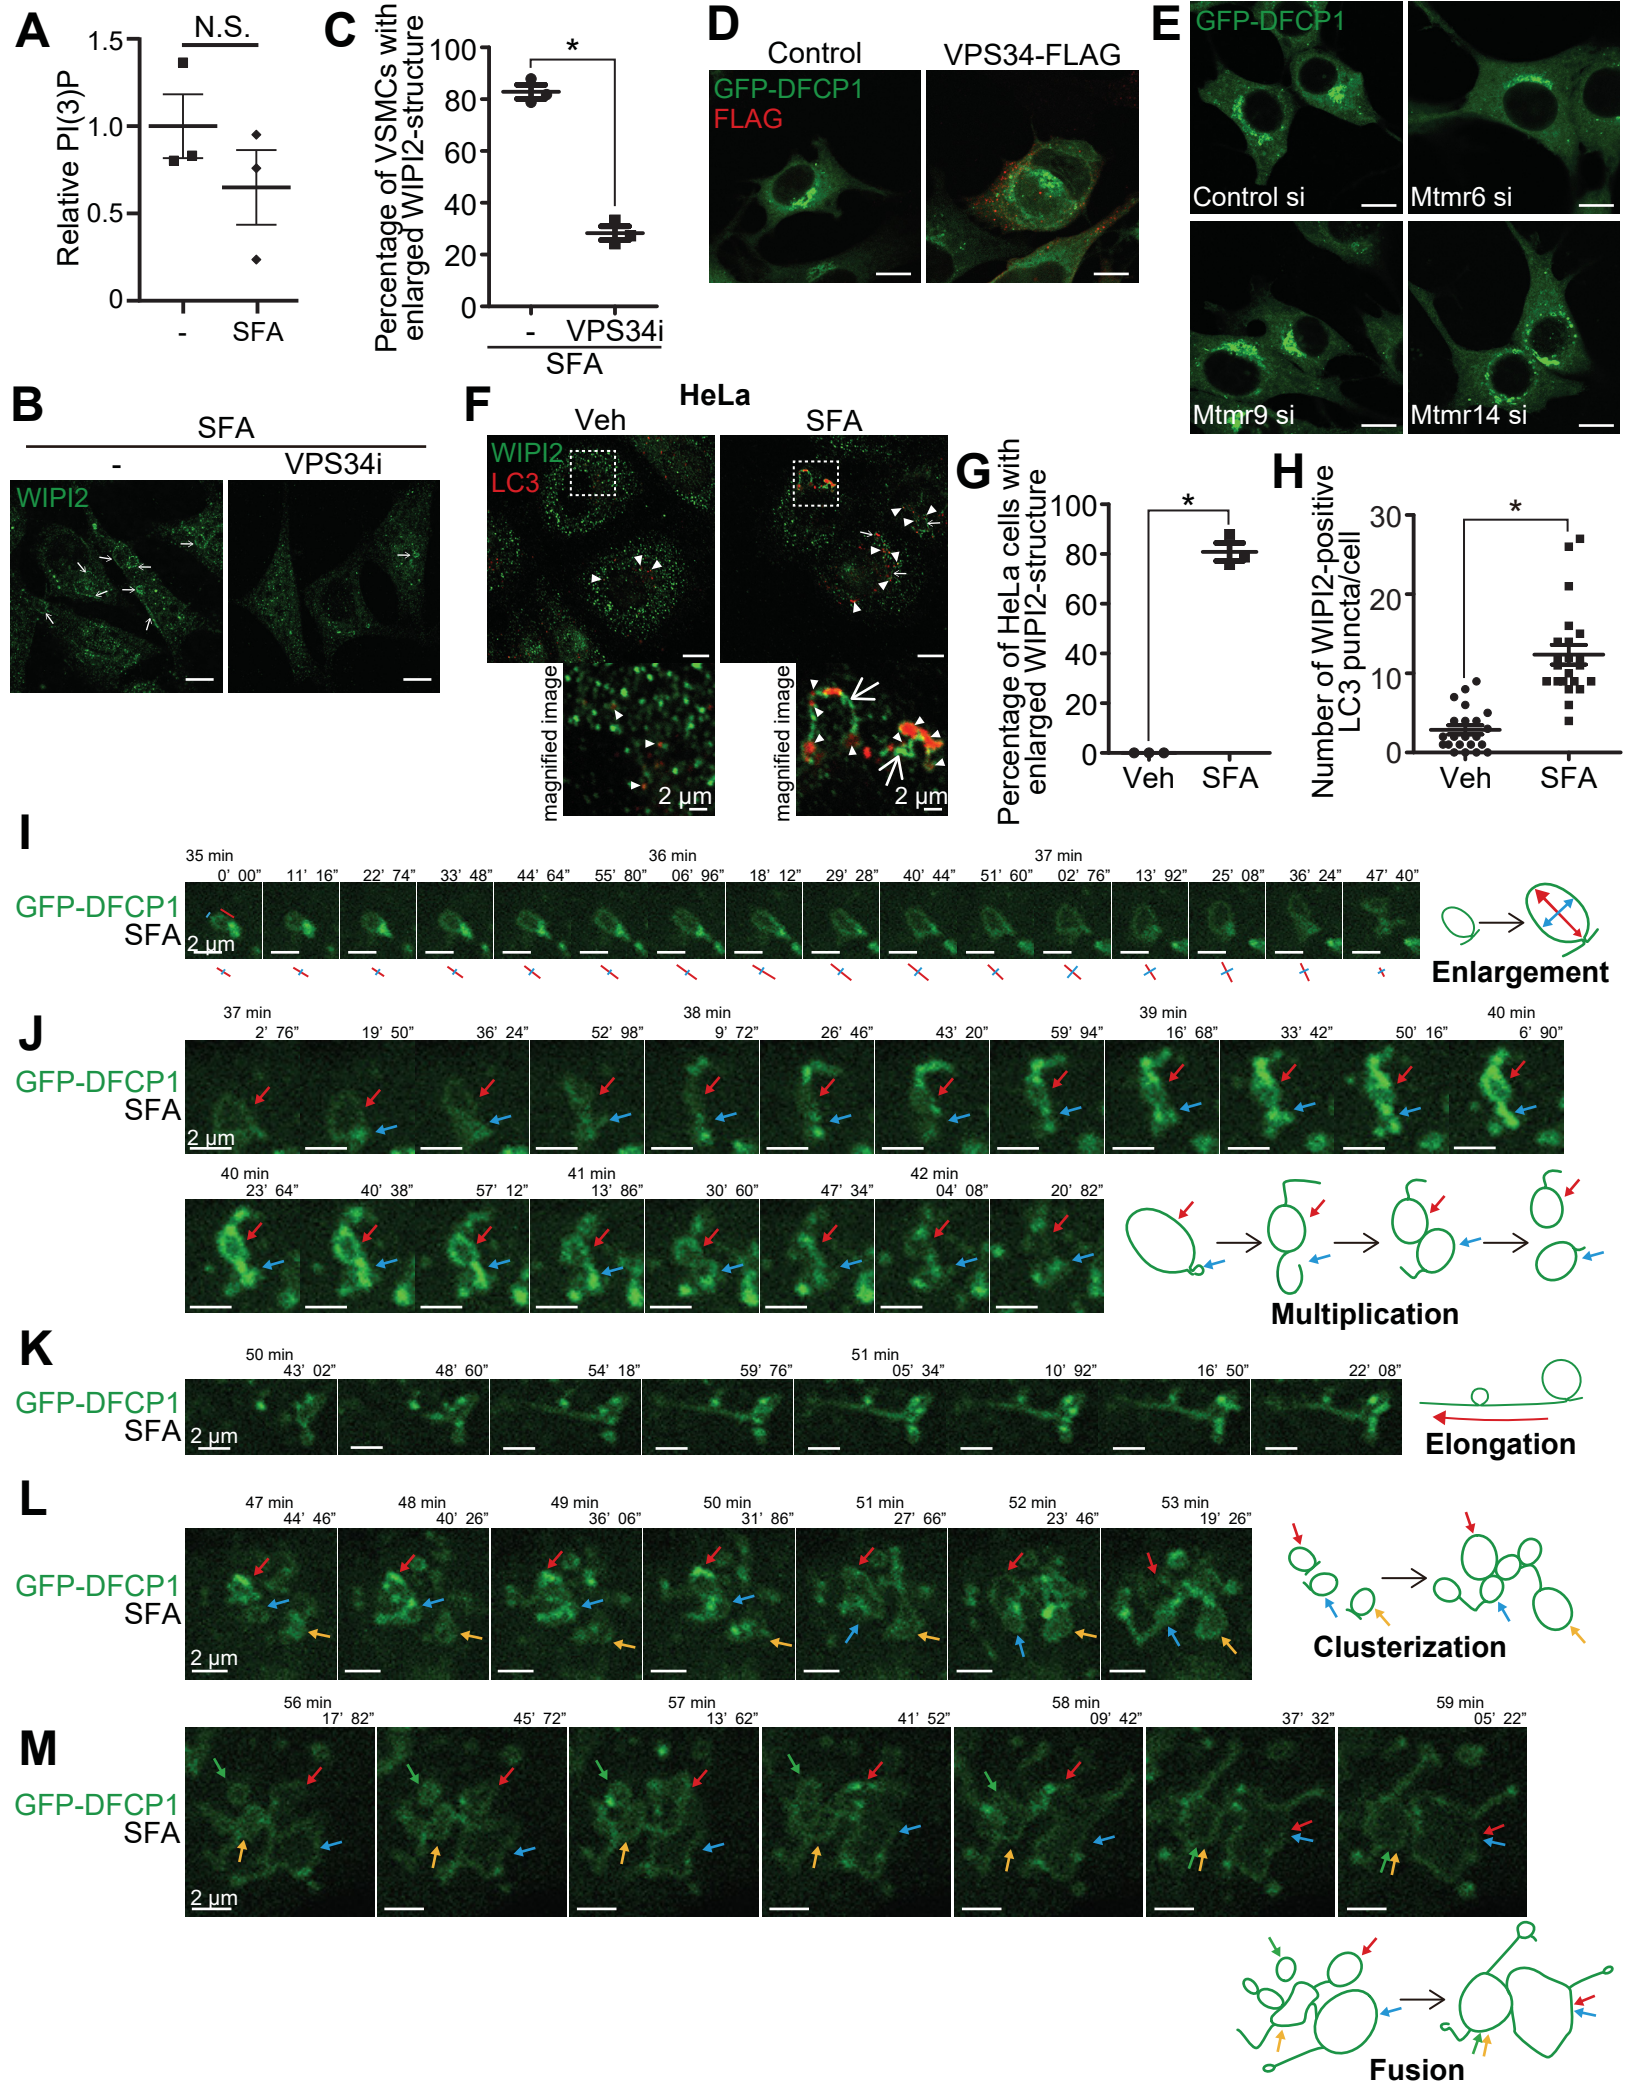 A
N.S.
Relative PI(3)P
1.5
1.0
0.5
0
-
SFA
C
Percentage of VSMCs with
enlarged WIPI2-structure
100
80
60
40
20
0
-
VPS34i
SFA
D
Control
VPS34-FLAG
GFP-DFCP1
FLAG
E
GFP-DFCP1
Control si
Mtmr6 si
Mtmr9 si
Mtmr14 si
B
SFA
-
VPS34i
WIPI2
F
HeLa
Veh
SFA
WIPI2
LC3
magnified image
2 µm
magnified image
2 µm
G
Percentage of HeLa cells with
enlarged WIPI2-structure
100
80
60
40
20
0
Veh
SFA
*
*
H
Number of WIPI2-positive
LC3 puncta/cell
30
20
10
0
Veh
SFA
*
I
35 min
36 min
37 min
0' 00” 11' 16” 22' 74” 33' 48” 44' 64” 55' 80” 06' 96” 18' 12” 29' 28” 40' 44” 51' 60” 02' 76” 13' 92” 25' 08” 36' 24” 47' 40”
GFP-DFCP1
SFA
2 µm
Enlargement
J
37 min
38 min
39 min
40 min
2' 76” 19' 50” 36' 24” 52' 98” 9' 72” 26' 46” 43' 20” 59' 94” 16' 68” 33' 42” 50' 16” 6' 90”
GFP-DFCP1
SFA
2 µm
40 min
41 min
42 min
23' 64” 40' 38” 57' 12” 13' 86” 30' 60” 47' 34” 04' 08” 20' 82”
Multiplication
K
50 min
51 min
43' 02” 48' 60” 54' 18” 59' 76” 05' 34” 10' 92” 16' 50” 22' 08”
GFP-DFCP1
SFA
2 µm
Elongation
L
47 min 48 min 49 min 50 min 51 min 52 min 53 min
44' 46” 40' 26” 36' 06” 31' 86” 27' 66” 23' 46” 19' 26”
GFP-DFCP1
SFA
2 µm
Clusterization
M
56 min
57 min
58 min
59 min
17' 82” 45' 72” 13' 62” 41' 52” 09' 42” 37' 32” 05' 22”
GFP-DFCP1
SFA
2 µm
Fusion